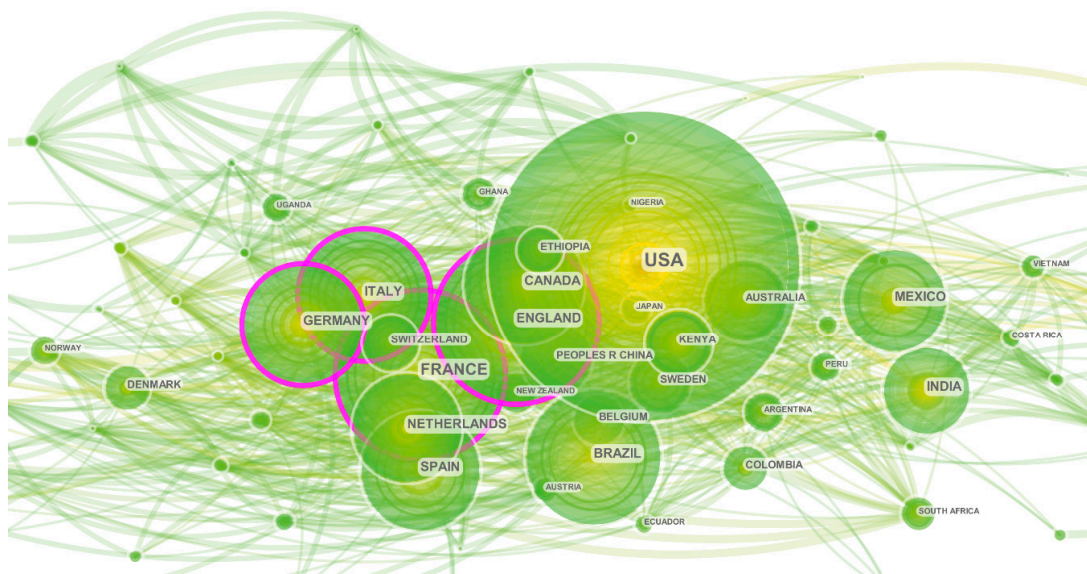 GHANA
UGANDA
NIGERIA
ETHIOPIA
USA
VIETNAM
CANADA
ITALY
AUSTRALIA
MEXICO
JAPAN
ENGLAND
GERMANY
COSTA RICA
SWITZERLAND
KENYA
NORWAY
PEOPLES R CHINA
PERU
FRANCE
SWEDEN
DENMARK
INDIA
NEW ZEALAND
ARGENTINA
BELGIUM
NETHERLANDS
BRAZIL
COLOMBIA
SPAIN
AUSTRIA
SOUTH AFRICA
ECUADOR